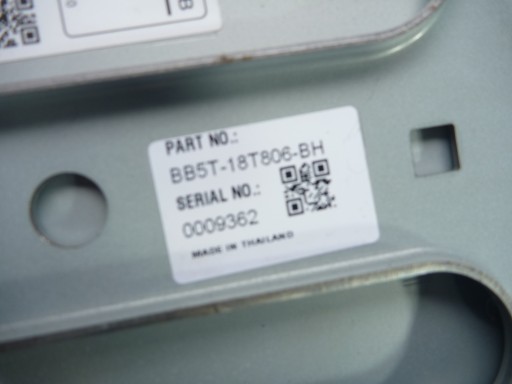 B
PART NO.:
BB5T-18T806-BH
SERIAL NO.:
0009362
MADE IN THAILAND